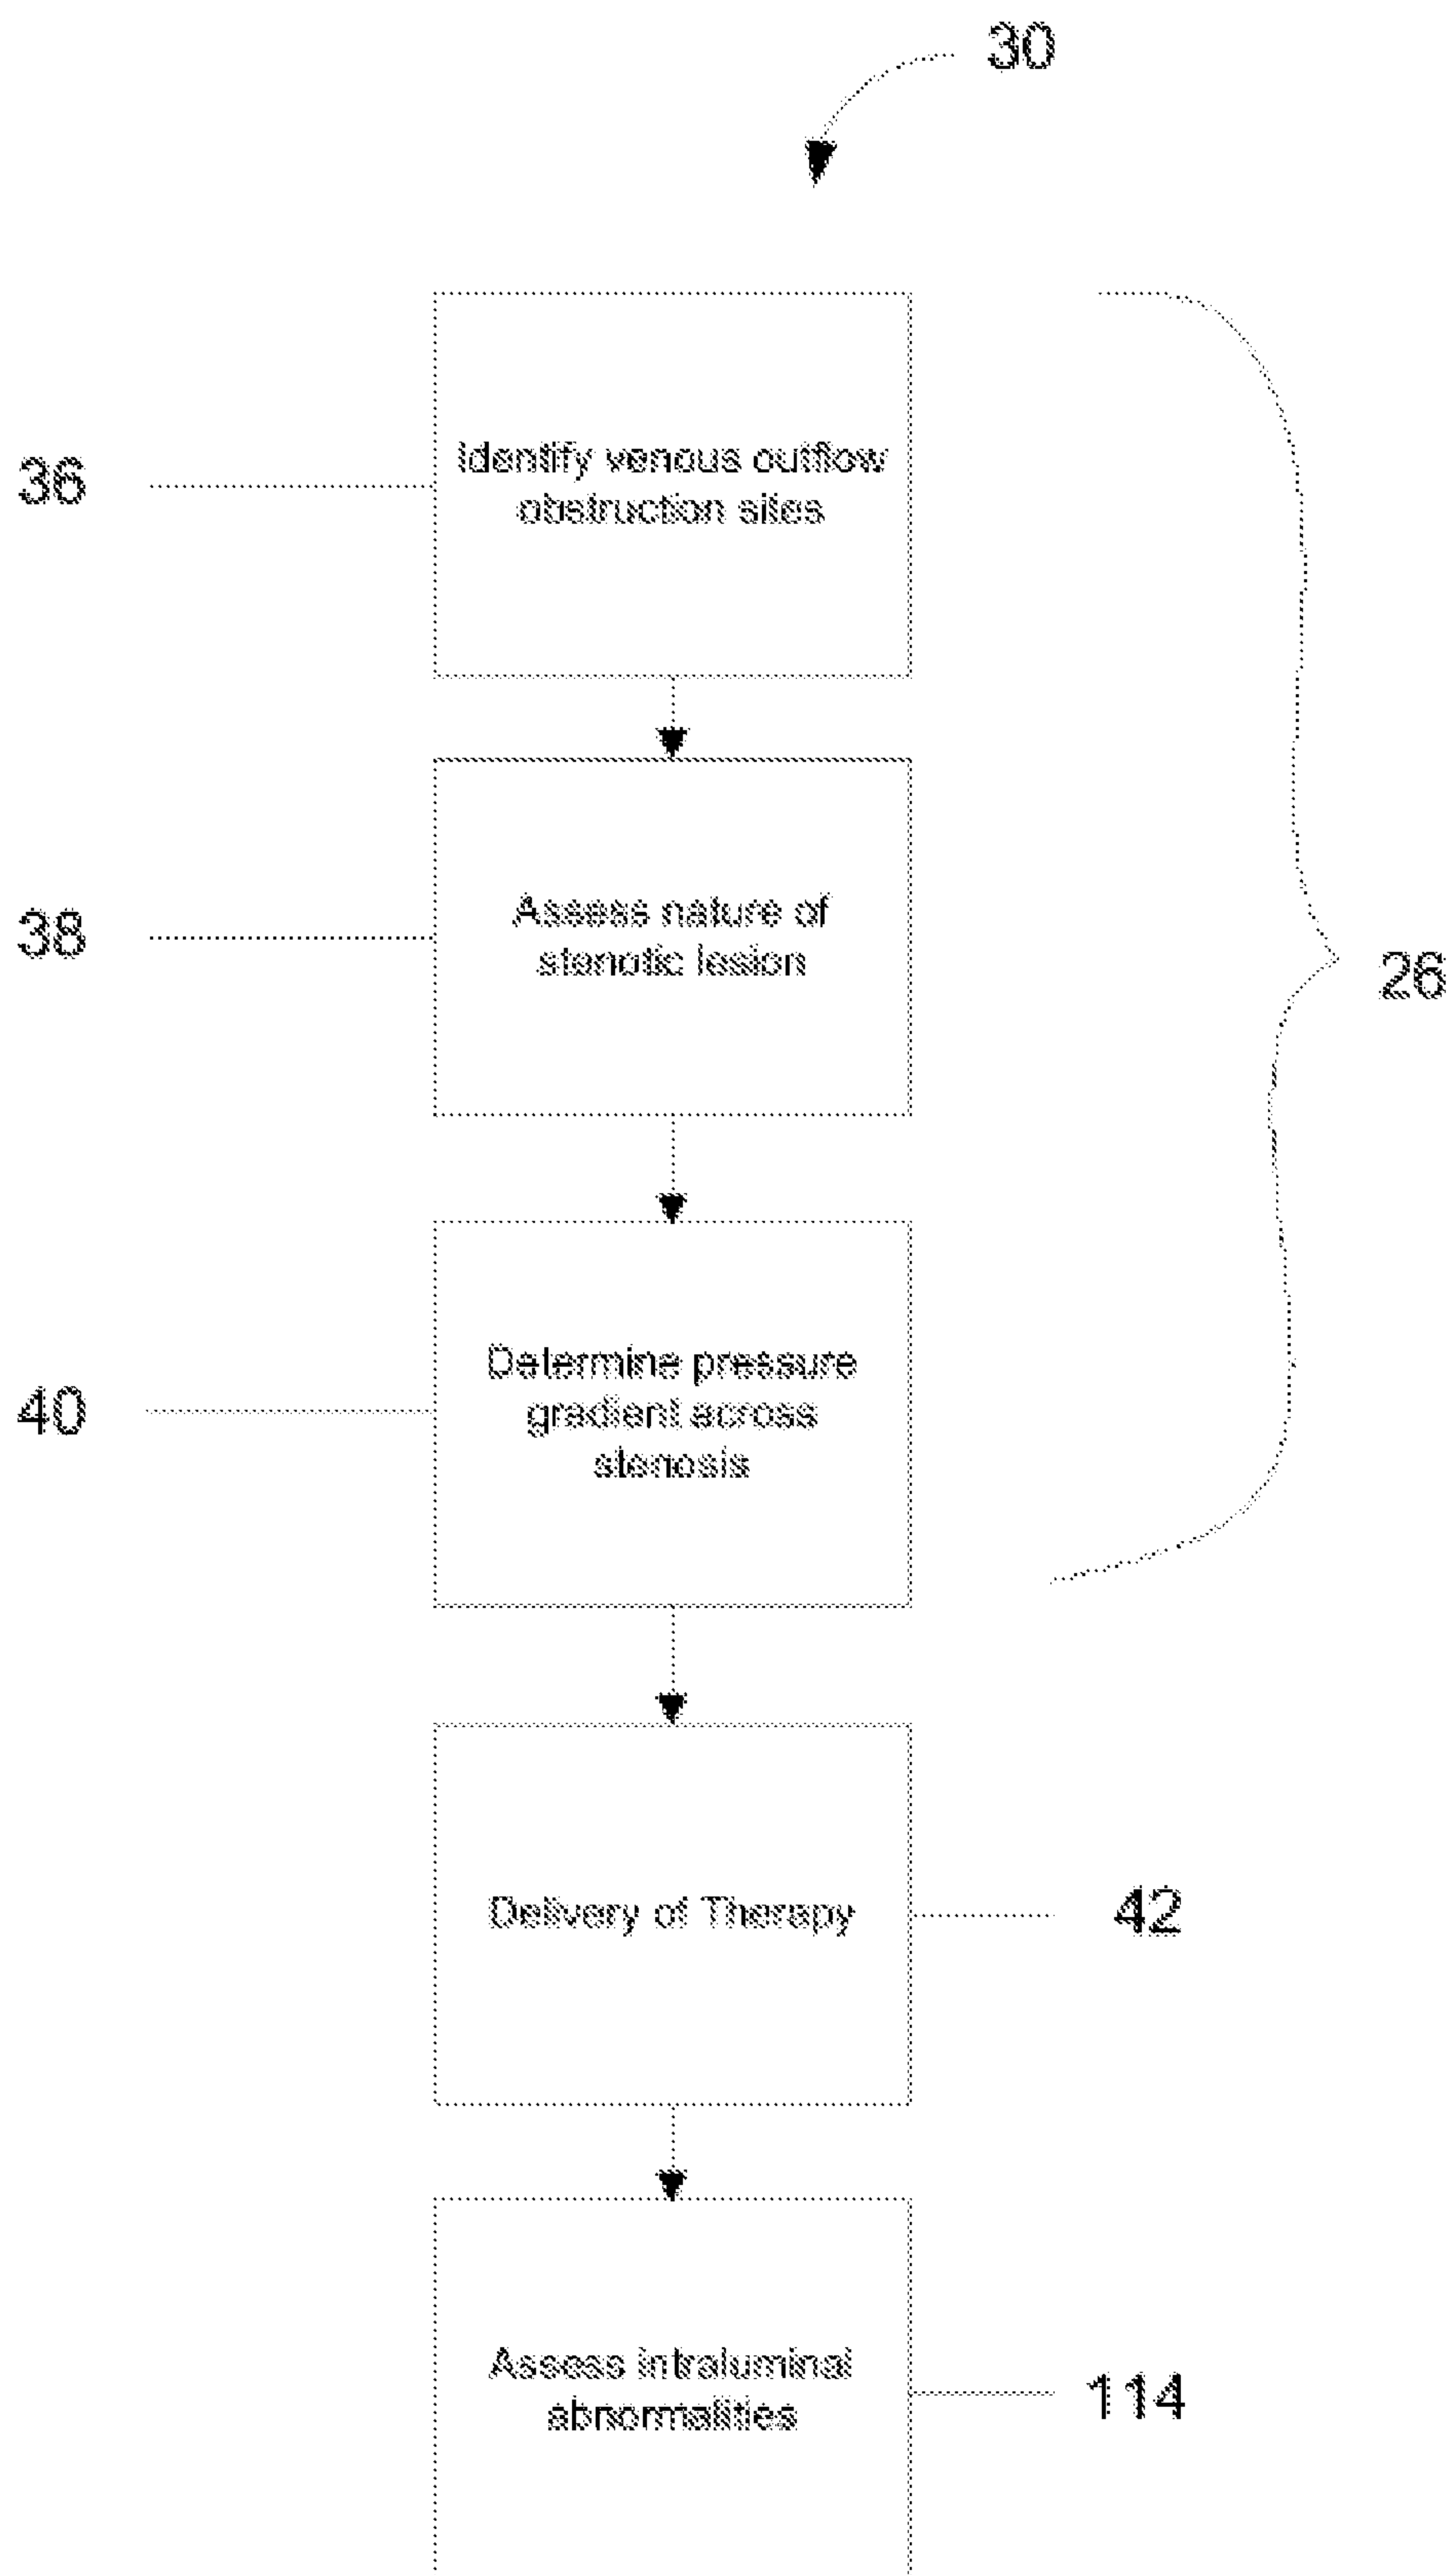 30
36
Identify venous outflow
obstruction sites
38
Assess nature of
stenotic lesion
26
40
Determine pressure
gradient across
stenosis
Delivery of Therapy
42
Assess intraluminal
abnormalities
114